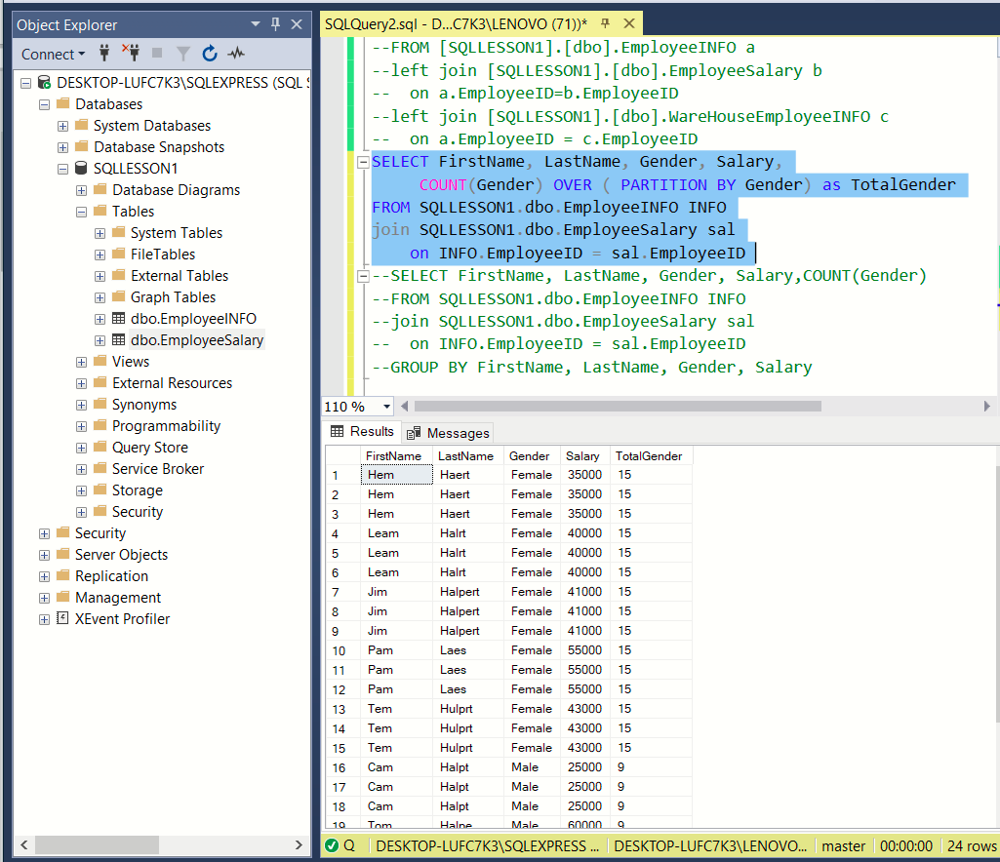 Object Explorer
Connect
DESKTOP-LUFC7K3\SQLEXPRESS (SQL S
Databases
System Databases
Database Snapshots
SQLLESSON1
Database Diagrams
Tables
System Tables
FileTables
External Tables
Graph Tables
dbo.EmployeeINFO
dbo.EmployeeSalary
Views
External Resources
Synonyms
Programmability
Query Store
Service Broker
Storage
Security
Security
Server Objects
Replication
Management
XEvent Profiler
SQLQuery2.sql - D...C7K3\LENOVO (71))*
--FROM [SQLLESSON1].[dbo].EmployeeINFO a
--left join [SQLLESSON1].[dbo].EmployeeSalary b
-- on a.EmployeeID=b.EmployeeID
--left join [SQLLESSON1].[dbo].WareHouseEmployeeINFO c
-- on a.EmployeeID = c.EmployeeID
SELECT FirstName, LastName, Gender, Salary,
COUNT(Gender) OVER ( PARTITION BY Gender) as TotalGender
FROM SQLLESSON1.dbo.EmployeeINFO INFO
join SQLLESSON1.dbo.EmployeeSalary sal
on INFO.EmployeeID = sal.EmployeeID
--SELECT FirstName, LastName, Gender, Salary,COUNT(Gender)
--FROM SQLLESSON1.dbo.EmployeeINFO INFO
--join SQLLESSON1.dbo.EmployeeSalary sal
-- on INFO.EmployeeID = sal.EmployeeID
--GROUP BY FirstName, LastName, Gender, Salary
110 %
Results Messages
FirstName LastName Gender Salary TotalGender
1 Hem Haert Female 35000 15
2 Hem Haert Female 35000 15
3 Hem Haert Female 35000 15
4 Leam Halrt Female 40000 15
5 Leam Halrt Female 40000 15
6 Leam Halrt Female 40000 15
7 Jim Halpert Female 41000 15
8 Jim Halpert Female 41000 15
9 Jim Halpert Female 41000 15
10 Pam Laes Female 55000 15
11 Pam Laes Female 55000 15
12 Pam Laes Female 55000 15
13 Tem Hulprt Female 43000 15
14 Tem Hulprt Female 43000 15
15 Tem Hulprt Female 43000 15
16 Cam Halpt Male 25000 9
17 Cam Halpt Male 25000 9
18 Cam Halpt Male 25000 9
19 Tom Halpe Male 60000 9
Q DESKTOP-LUFC7K3\SQLEXPRESS ... DESKTOP-LUFC7K3\LENOVO... master 00:00:00 24 rows